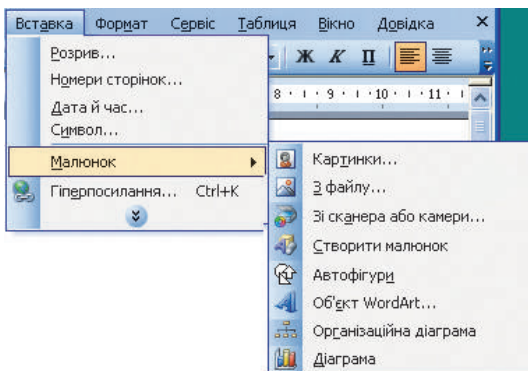 Вставка Формат Сервіс Таблиця Вікно Довідка ×
Розрив...
Ж К П
Номери сторінок...
8 9 10 11
Дата й час...
Символ...
Малюнок
Картинки...
З файлу...
Гіперпосилання... Ctrl+K
Зі сканера або камери...
Створити малюнок
Автофігури
Об'єкт WordArt...
Організаційна діаграма
Діаграма